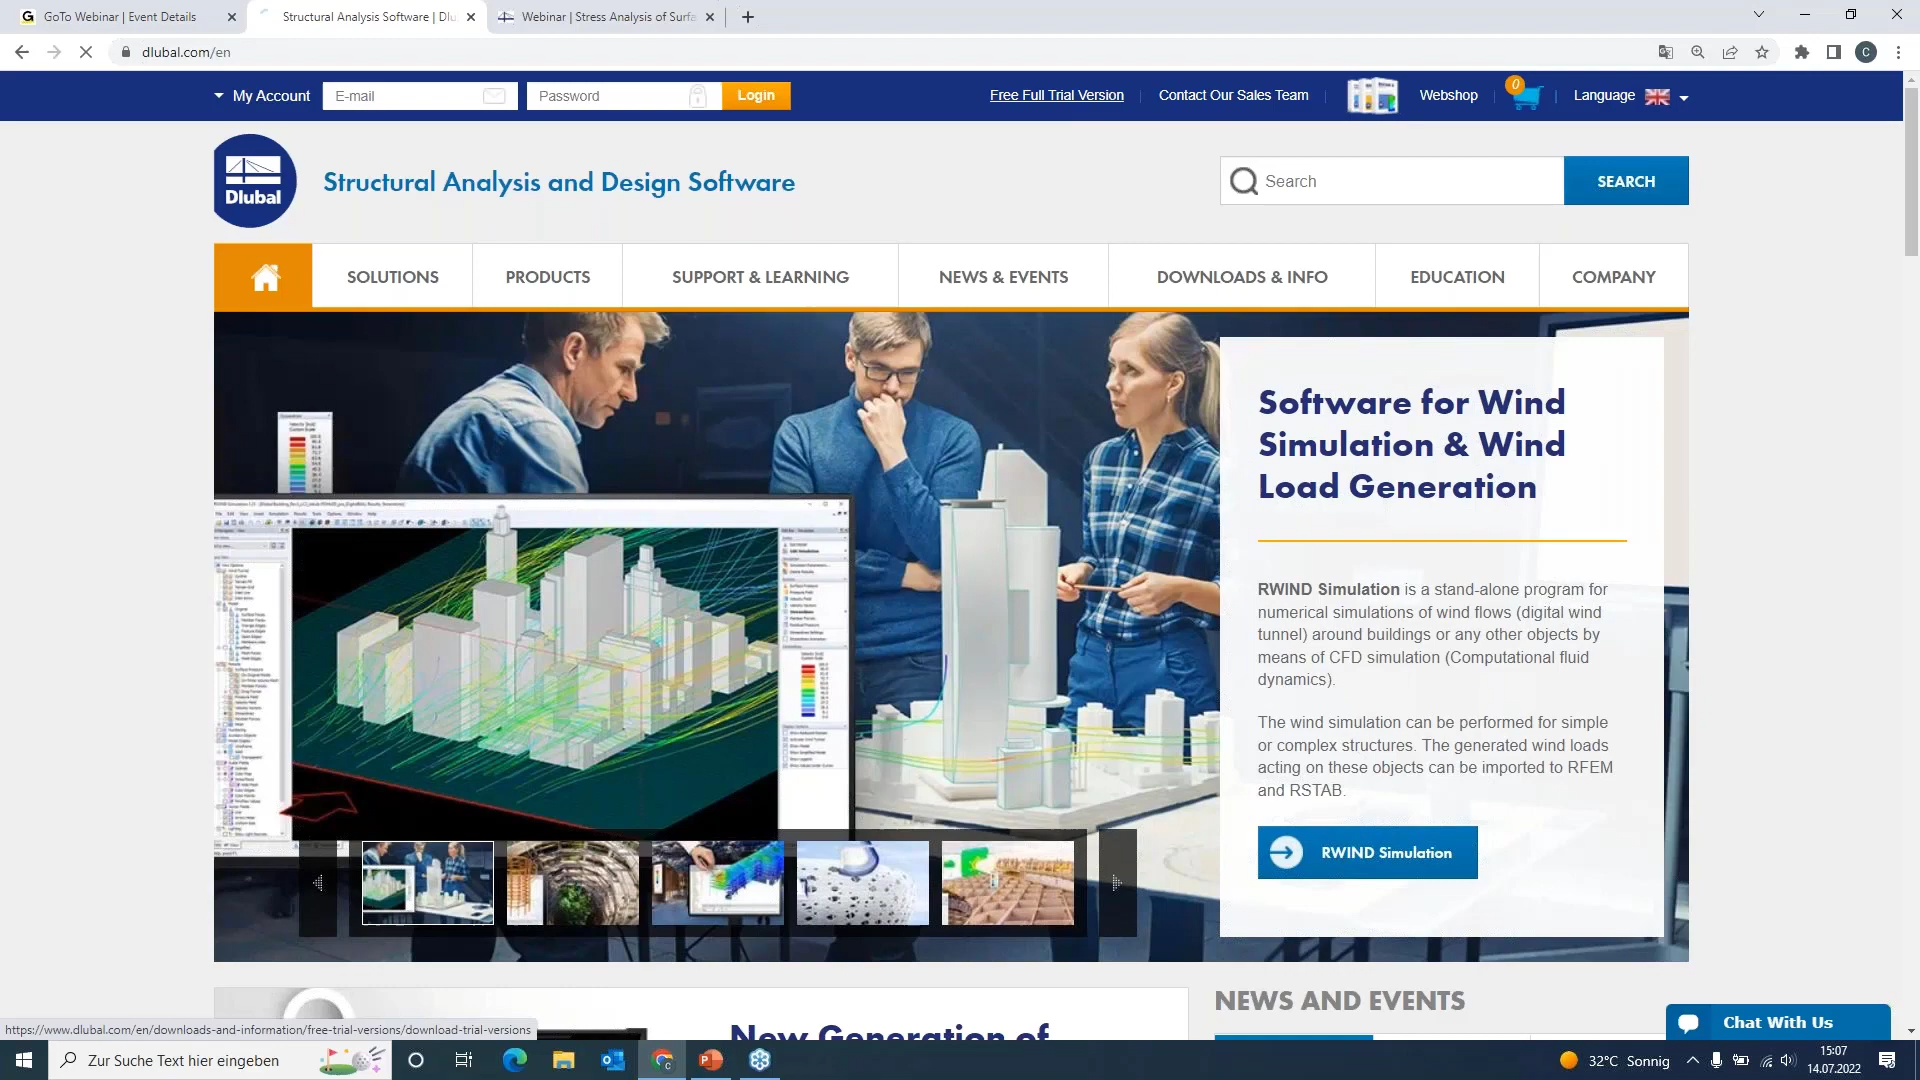 GoTo Webinar | Event Details
Structural Analysis Software | Dlu
Webinar | Stress Analysis of Surfa
dlubal.com/en
My Account
E-mail
Password
Login
Free Full Trial Version
Contact Our Sales Team
Webshop
0
Language
Dlubal
Structural Analysis and Design Software
Search
SEARCH
SOLUTIONS
PRODUCTS
SUPPORT & LEARNING
NEWS & EVENTS
DOWNLOADS & INFO
EDUCATION
COMPANY
Software for Wind
Simulation & Wind
Load Generation
RWIND Simulation is a stand-alone program for
numerical simulations of wind flows (digital wind
tunnel) around buildings or any other objects by
means of CFD simulation (Computational fluid
dynamics).
The wind simulation can be performed for simple
or complex structures. The generated wind loads
acting on these objects can be imported to RFEM
and RSTAB.
RWIND Simulation
New Generation of
NEWS AND EVENTS
Chat With Us
https://www.dlubal.com/en/downloads-and-information/free-trial-versions/download-trial-versions
Zur Suche Text hier eingeben
32°C Sonnig
15:07
14.07.2022